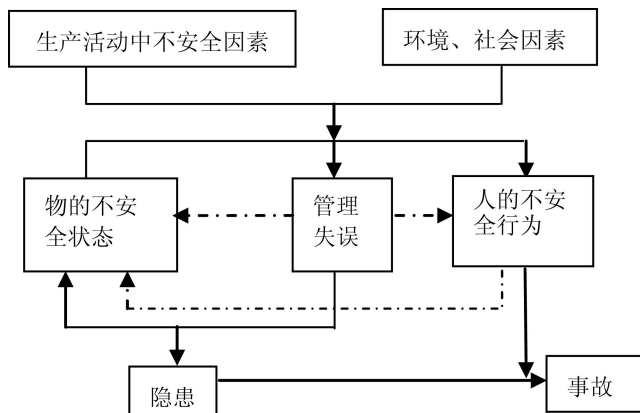 生产活动中不安全因素
环境、社会因素
物的不安
全状态
管理
失误
人的不安
全行为
隐患
事故